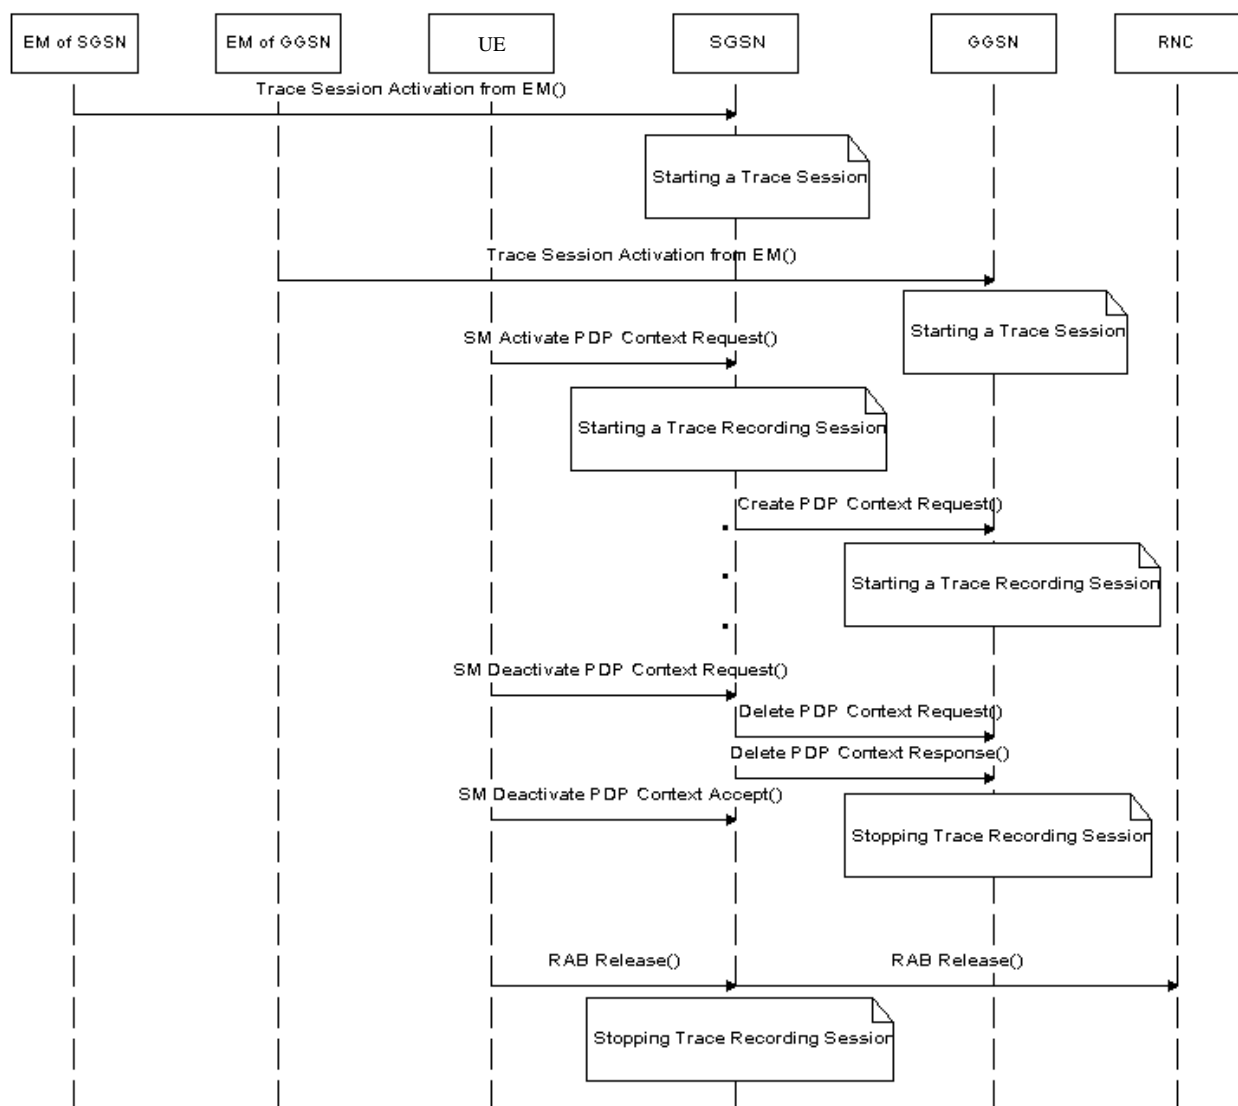 EM of SGSN
EM of GGSN
UE
SGSN
GGSN
RNC
Trace Session Activation from EM()
Starting a Trace Session
Trace Session Activation from EM()
Starting a Trace Session
SM Activate PDP Context Request()
Starting a Trace Recording Session
Create PDP Context Request()
Starting a Trace Recording Session
SM Deactivate PDP Context Request()
Delete PDP Context Request()
Delete PDP Context Response()
SM Deactivate PDP Context Accept()
Stopping Trace Recording Session
RAB Release()
RAB Release()
Stopping Trace Recording Session